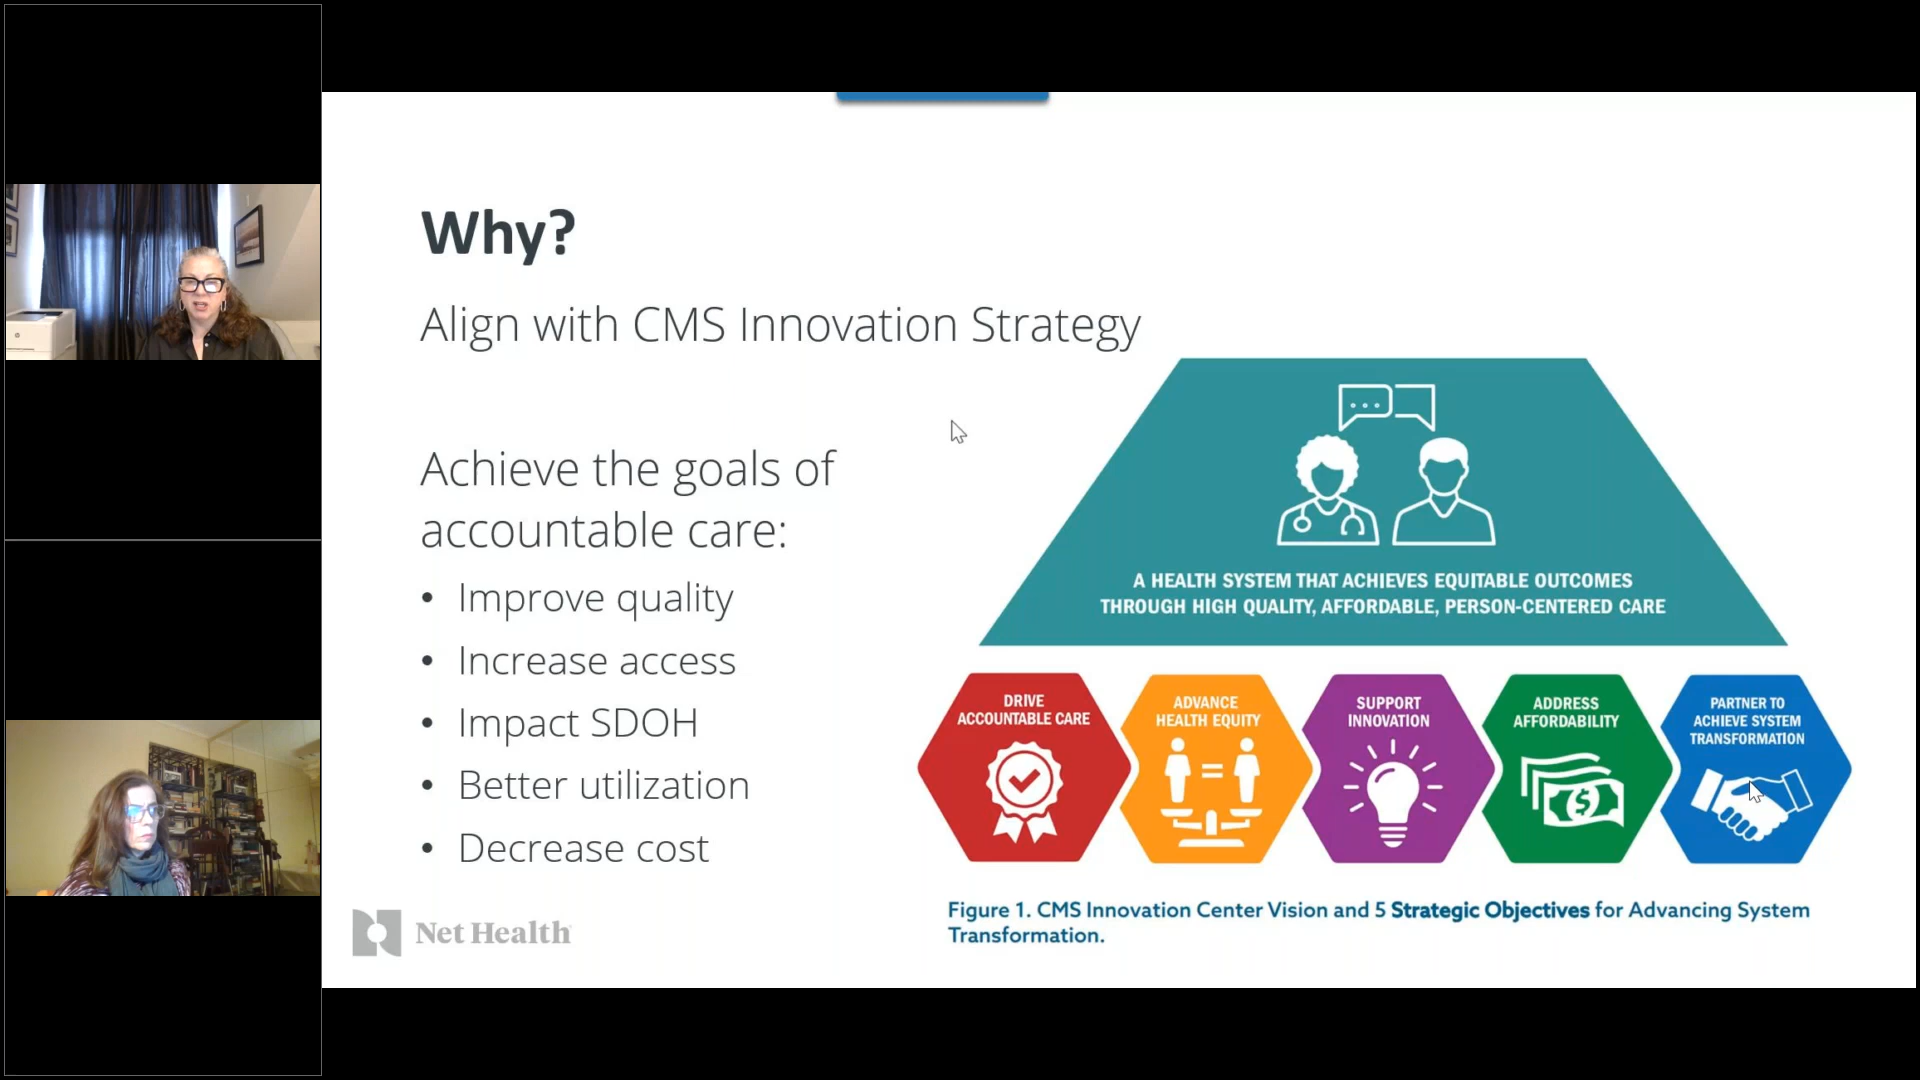 Why?
Align with CMS Innovation Strategy
Achieve the goals of
accountable care:
• Improve quality
• Increase access
• Impact SDOH
• Better utilization
• Decrease cost
A HEALTH SYSTEM THAT ACHIEVES EQUITABLE OUTCOMES
THROUGH HIGH QUALITY, AFFORDABLE, PERSON-CENTERED CARE
DRIVE
ACCOUNTABLE CARE
ADVANCE
HEALTH EQUITY
SUPPORT
INNOVATION
ADDRESS
AFFORDABILITY
PARTNER TO
ACHIEVE SYSTEM
TRANSFORMATION
Figure 1. CMS Innovation Center Vision and 5 Strategic Objectives for Advancing System
Transformation.
Net Health